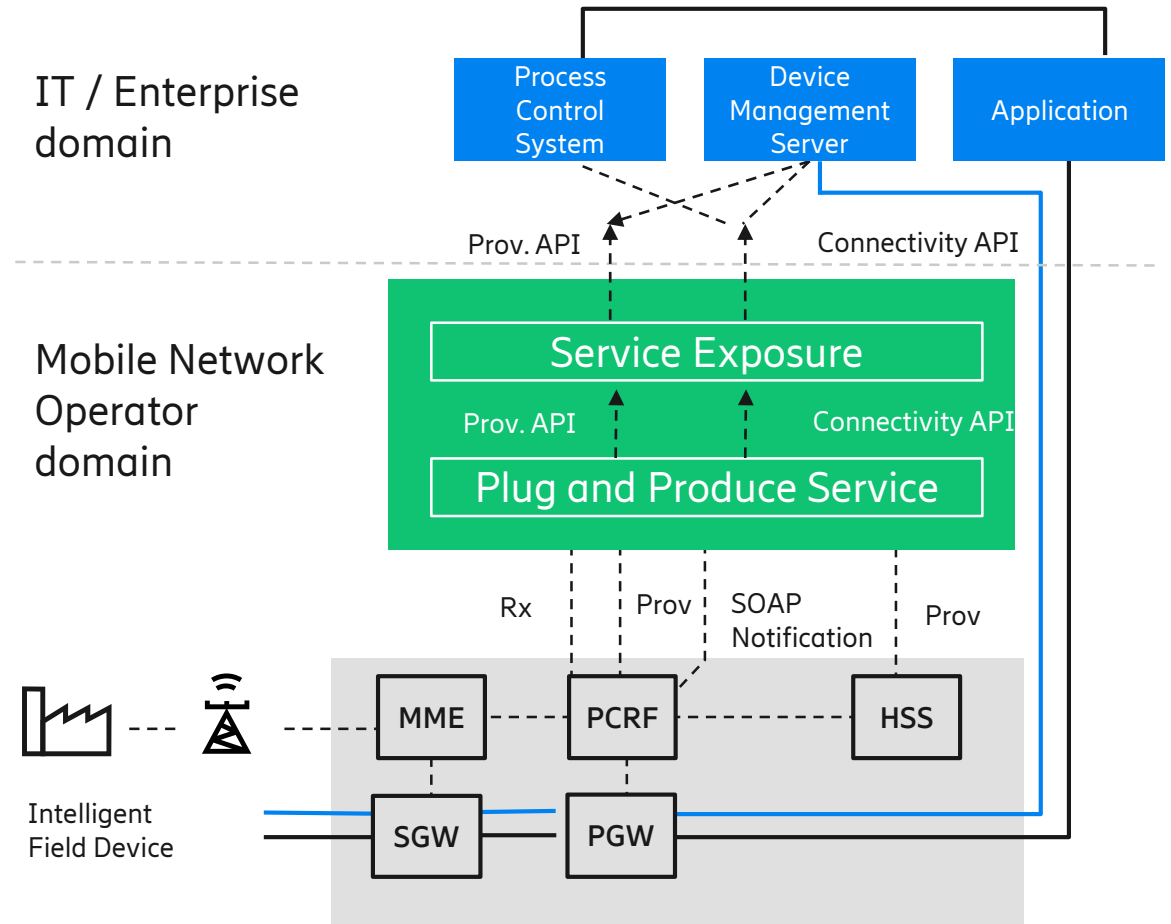 IT / Enterprise
domain
Process
Control
System
Device
Management
Server
Application
Prov. API
Connectivity API
Mobile Network
Operator
domain
Service Exposure
Prov. API
Connectivity API
Plug and Produce Service
Rx
Prov
SOAP
Notification
Prov
MME
PCRF
HSS
Intelligent
Field Device
SGW
PGW